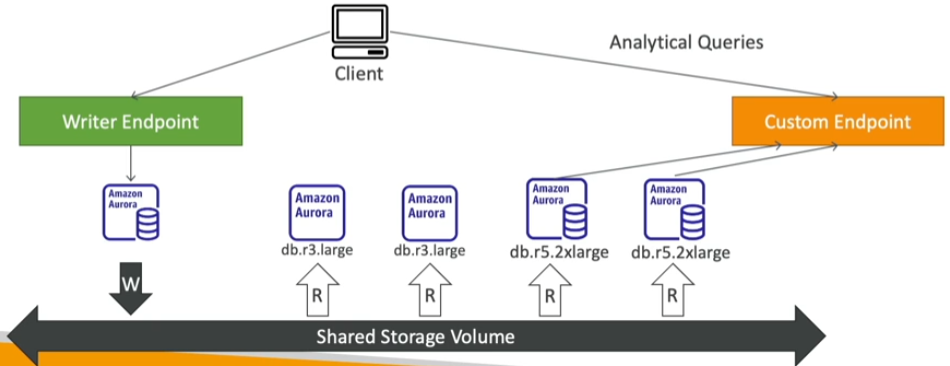 Client
Analytical Queries
Writer Endpoint
Custom Endpoint
Amazon
Aurora
Amazon
Aurora
Amazon
Aurora
Amazon
Aurora
Amazon
Aurora
db.r3.large
db.r3.large
db.r5.2xlarge
db.r5.2xlarge
W
R
R
R
R
Shared Storage Volume